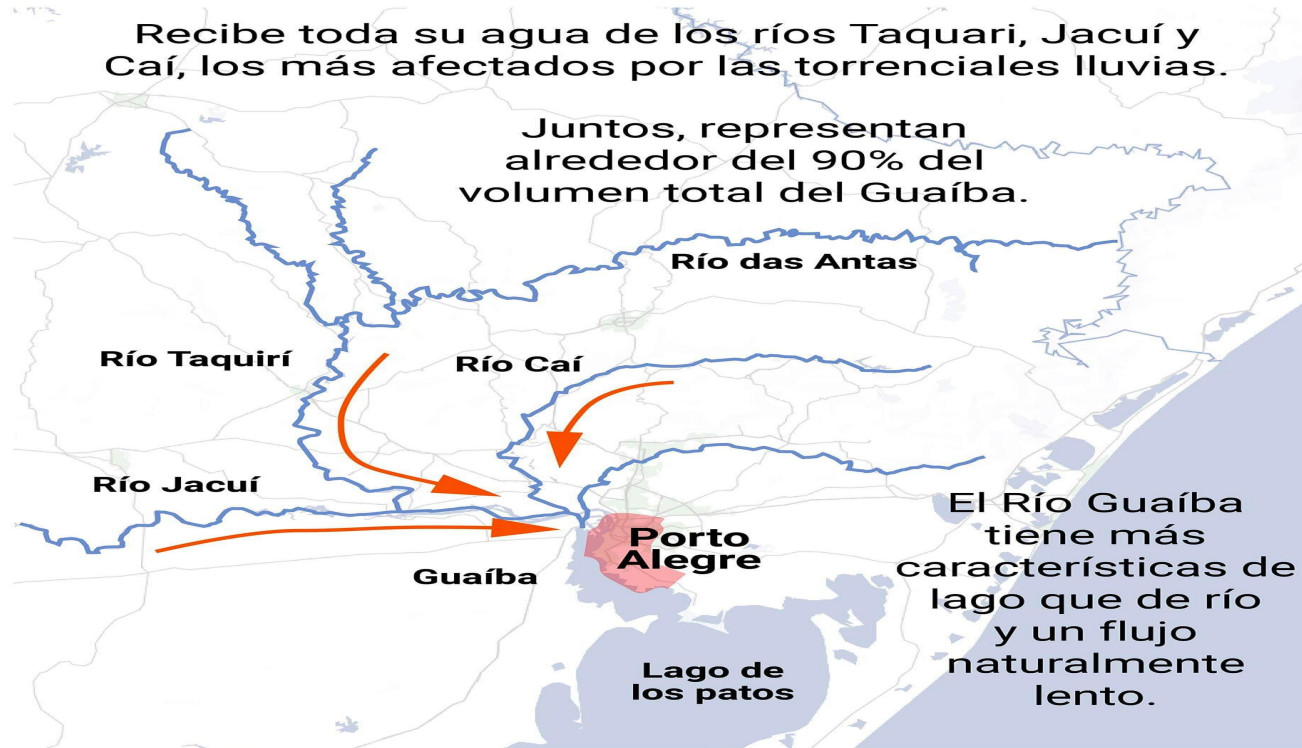 Recibe toda su agua de los ríos Taquari, Jacuí y
Caí, los más afectados por las torrenciales lluvias.
Juntos, representan
alrededor del 90% del
volumen total del Guaíba.
Río das Antas
Río Taquirí
Río Caí
Río Jacuí
Porto
Alegre
Guaíba
El Río Guaíba
tiene más
características de
lago que de río
y un flujo
naturalmente
lento.
Lago de
los patos